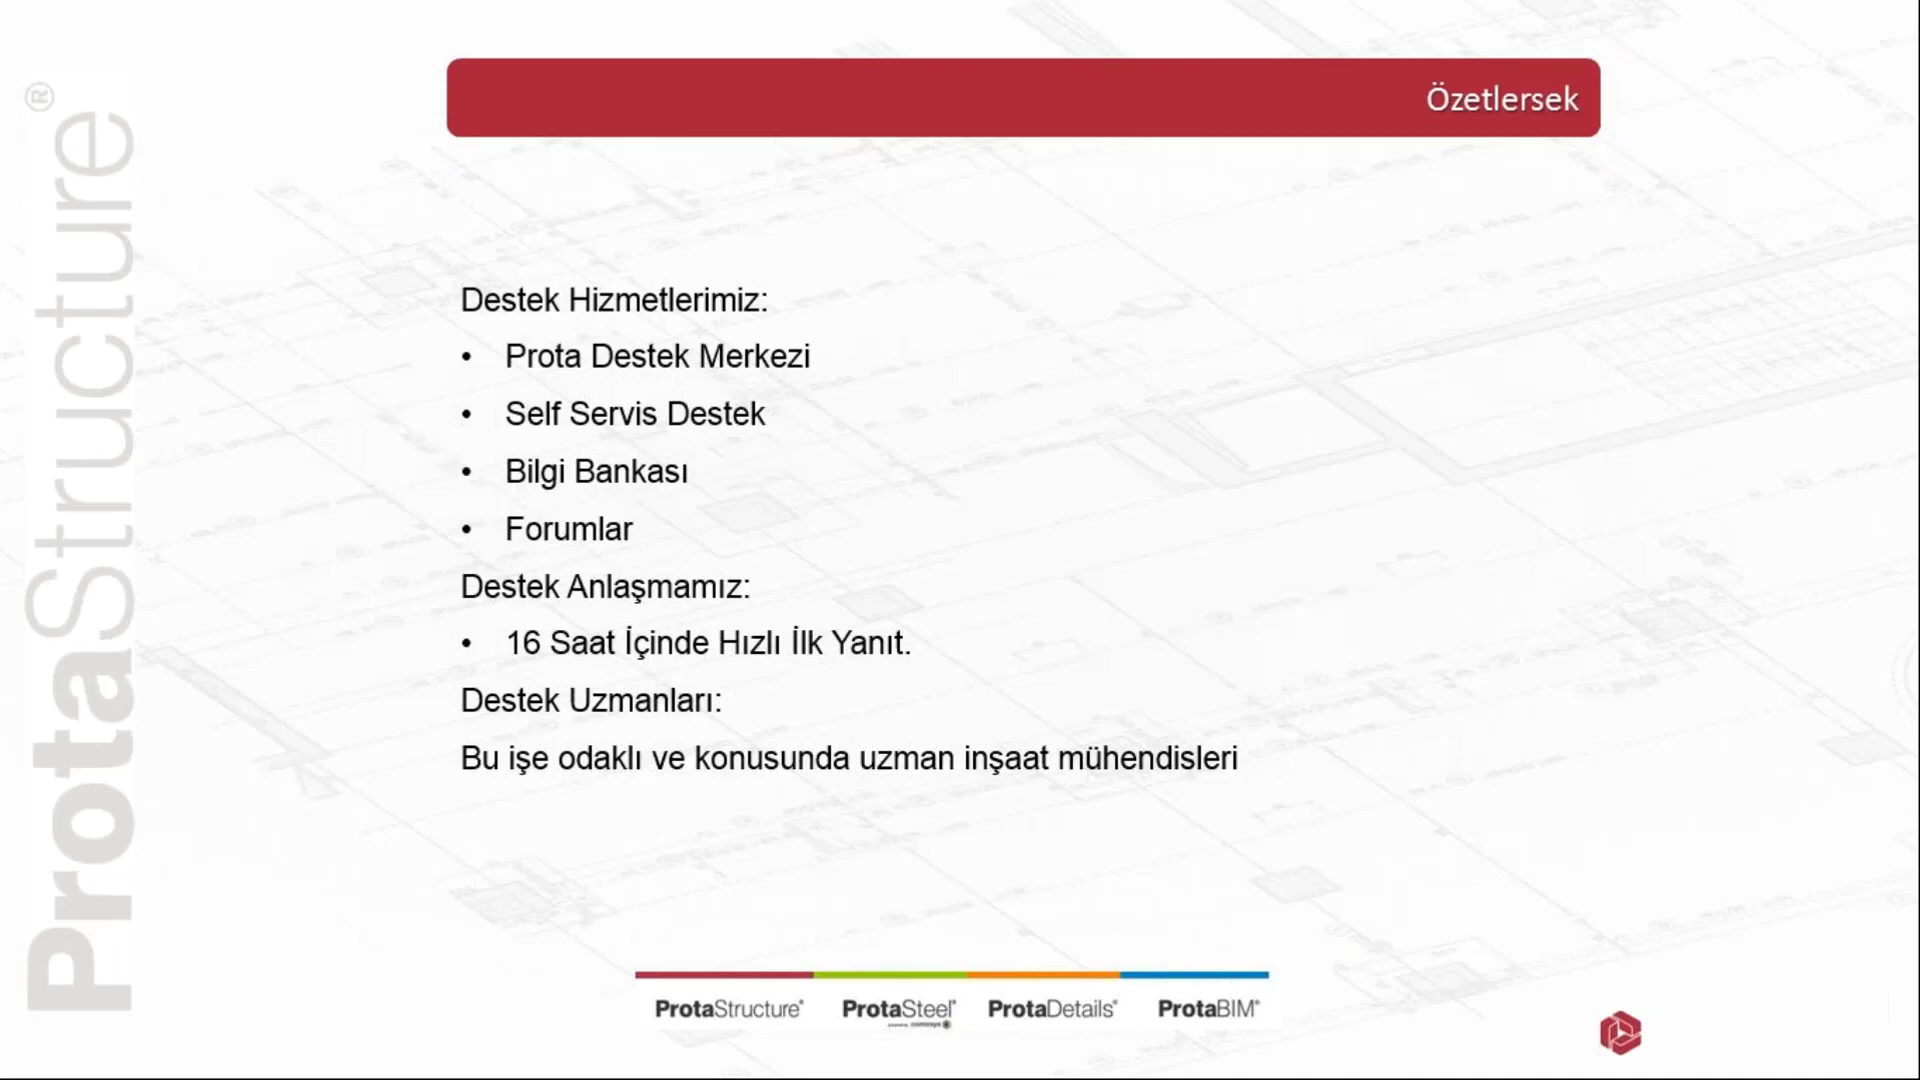 Özetlersek
ProtaStructure®
Destek Hizmetlerimiz:
• Prota Destek Merkezi
• Self Servis Destek
• Bilgi Bankası
• Forumlar
Destek Anlaşmamız:
• 16 Saat İçinde Hızlı İlk Yanıt.
Destek Uzmanları:
Bu işe odaklı ve konusunda uzman inşaat mühendisleri
ProtaStructure® ProtaSteel® ProtaDetails® ProtaBIM®